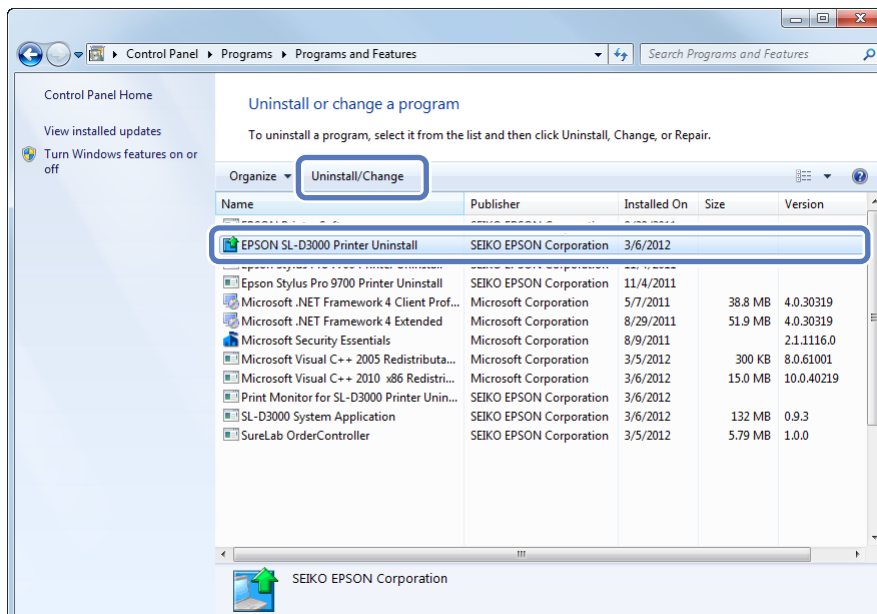 Control Panel Programs Programs and Features Search Programs and Features
Control Panel Home
View installed updates
Turn Windows features on or
off
Uninstall or change a program
To uninstall a program, select it from the list and then click Uninstall, Change, or Repair.
Organize Uninstall/Change
Name Publisher Installed On Size Version
EPSON SL-D3000 Printer Uninstall SEIKO EPSON Corporation 3/6/2012
Epson Stylus Pro 9700 Printer Uninstall SEIKO EPSON Corporation 11/4/2011
Microsoft .NET Framework 4 Client Prof... Microsoft Corporation 5/7/2011 38.8 MB 4.0.30319
Microsoft .NET Framework 4 Extended Microsoft Corporation 8/29/2011 51.9 MB 4.0.30319
Microsoft Security Essentials Microsoft Corporation 8/9/2011 2.1.1116.0
Microsoft Visual C++ 2005 Redistributa... Microsoft Corporation 3/5/2012 300 KB 8.0.61001
Microsoft Visual C++ 2010 x86 Redistri... Microsoft Corporation 3/6/2012 15.0 MB 10.0.40219
Print Monitor for SL-D3000 Printer Unin... SEIKO EPSON Corporation 3/6/2012
SL-D3000 System Application SEIKO EPSON Corporation 3/6/2012 132 MB 0.9.3
SureLab OrderController SEIKO EPSON Corporation 3/5/2012 5.79 MB 1.0.0
SEIKO EPSON Corporation